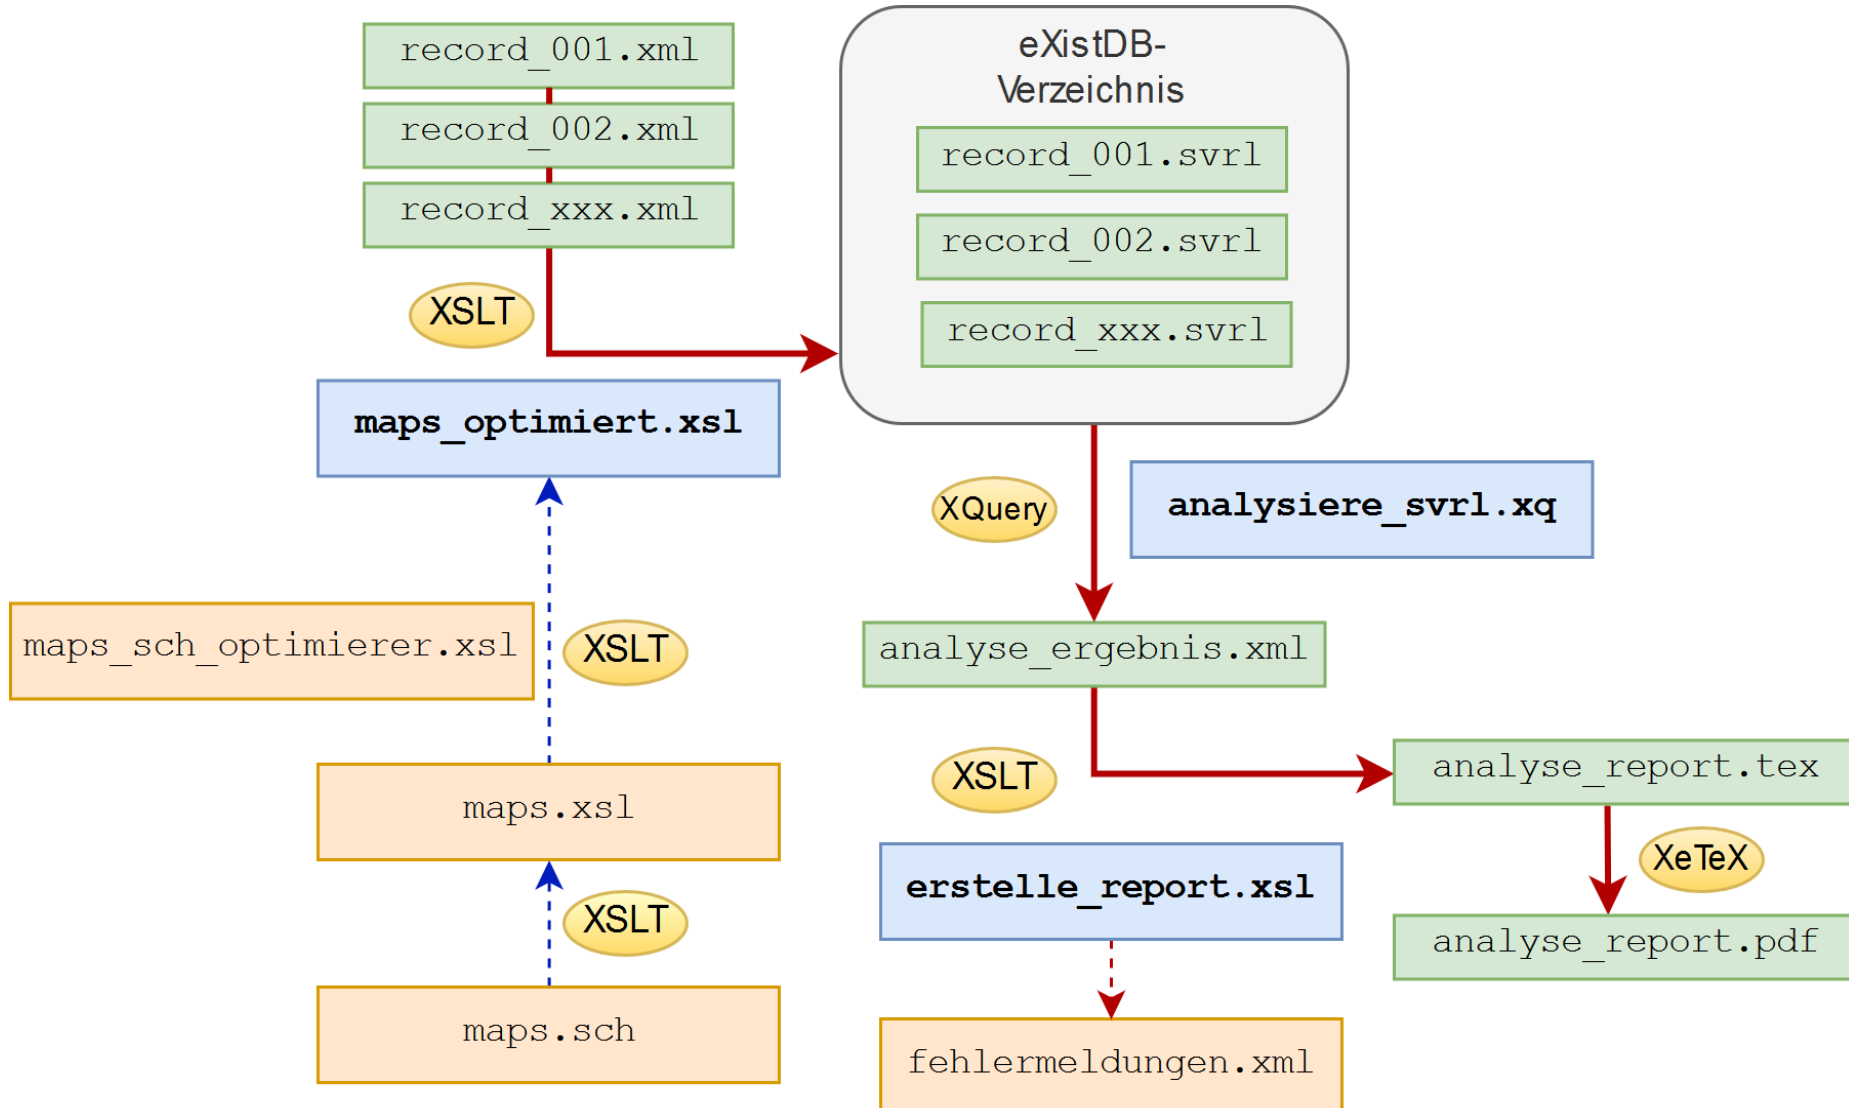 record_001.xml
record_002.xml
record_xxx.xml
XSLT
eXistDB-
Verzeichnis
record_001.svrl
record_002.svrl
record_xxx.svrl
maps_optimiert.xsl
XQuery
analysiere_svrl.xq
maps_sch_optimierer.xsl
XSLT
analyse_ergebnis.xml
maps.xsl
XSLT
analyse_report.tex
XeTeX
erstelle_report.xsl
XSLT
analyse_report.pdf
maps.sch
fehlermeldungen.xml